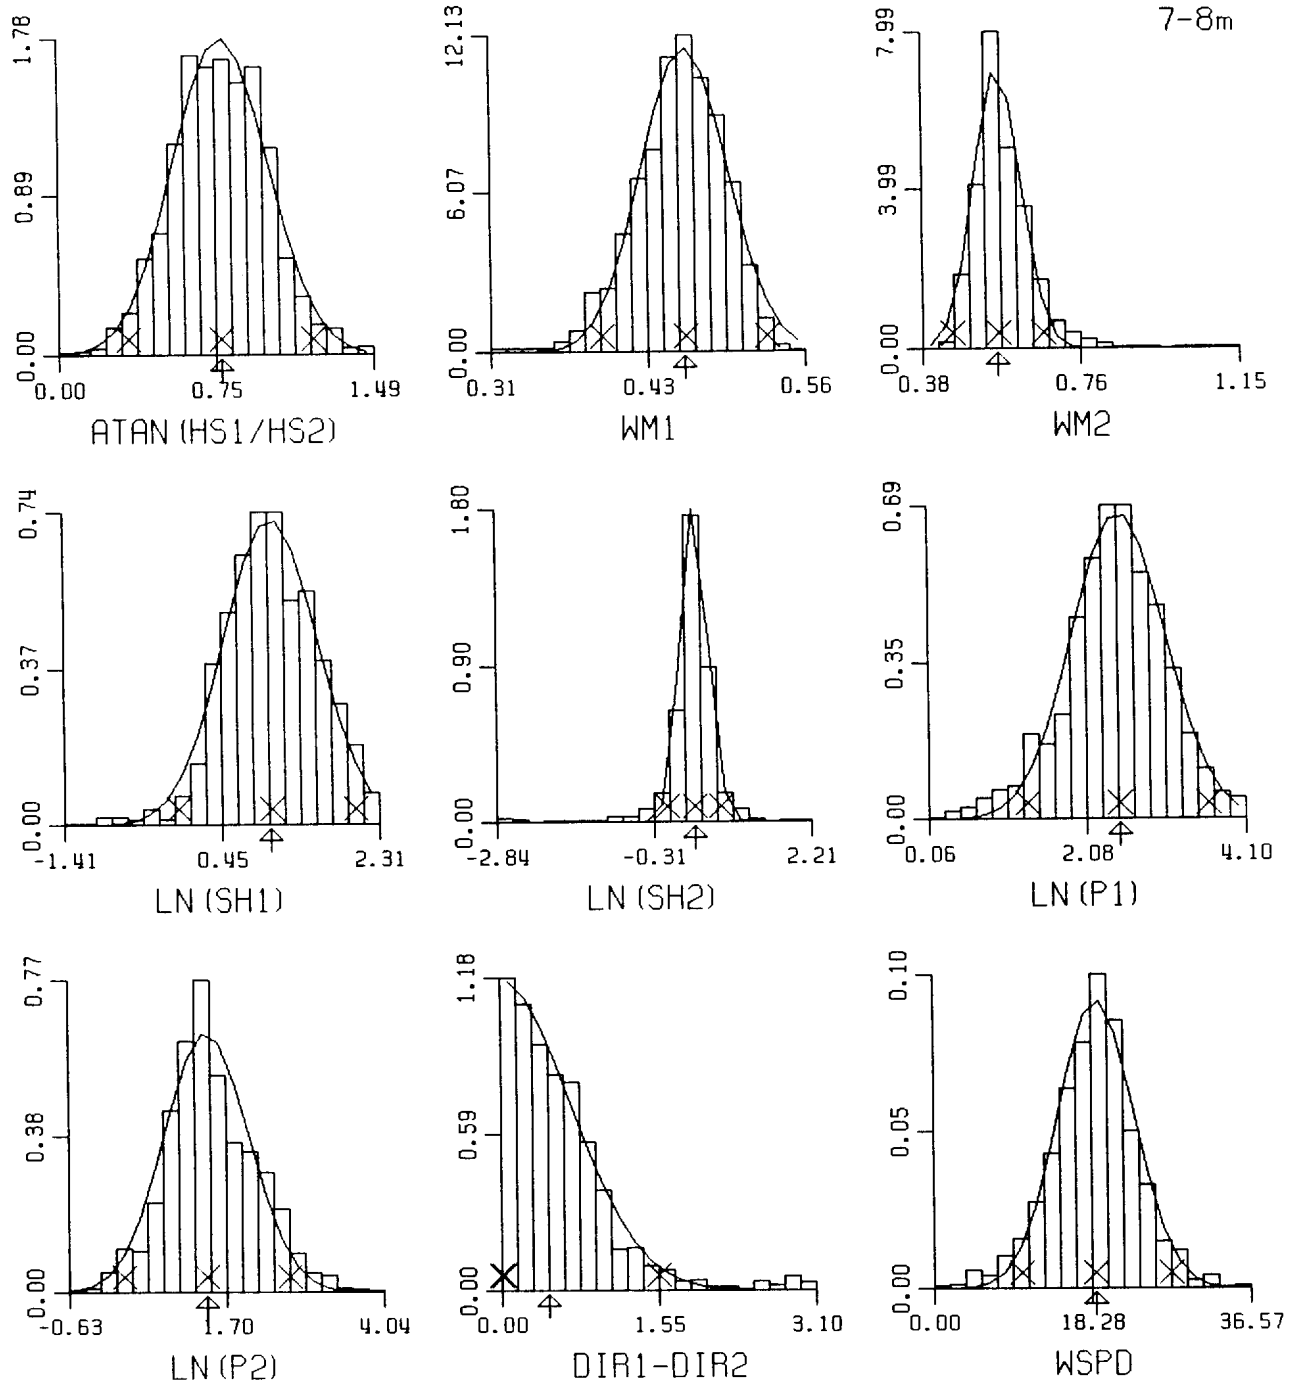 7-8m
1.78
0.89
0.00
0.00 0.75 1.49
ATAN(HS1/HS2)
12.13
6.07
0.00
0.31 0.43 0.56
WM1
7.99
3.99
0.00
0.38 0.76 1.15
WM2
0.74
0.37
0.00
-1.41 0.45 2.31
LN(SH1)
1.80
0.90
0.00
-2.84 -0.31 2.21
LN(SH2)
0.69
0.35
0.00
0.06 2.08 4.10
LN(P1)
0.77
0.38
0.00
-0.63 1.70 4.04
LN(P2)
1.18
0.59
0.00
0.00 1.55 3.10
DIR1-DIR2
0.10
0.05
0.00
0.00 18.28 36.57
WSPD